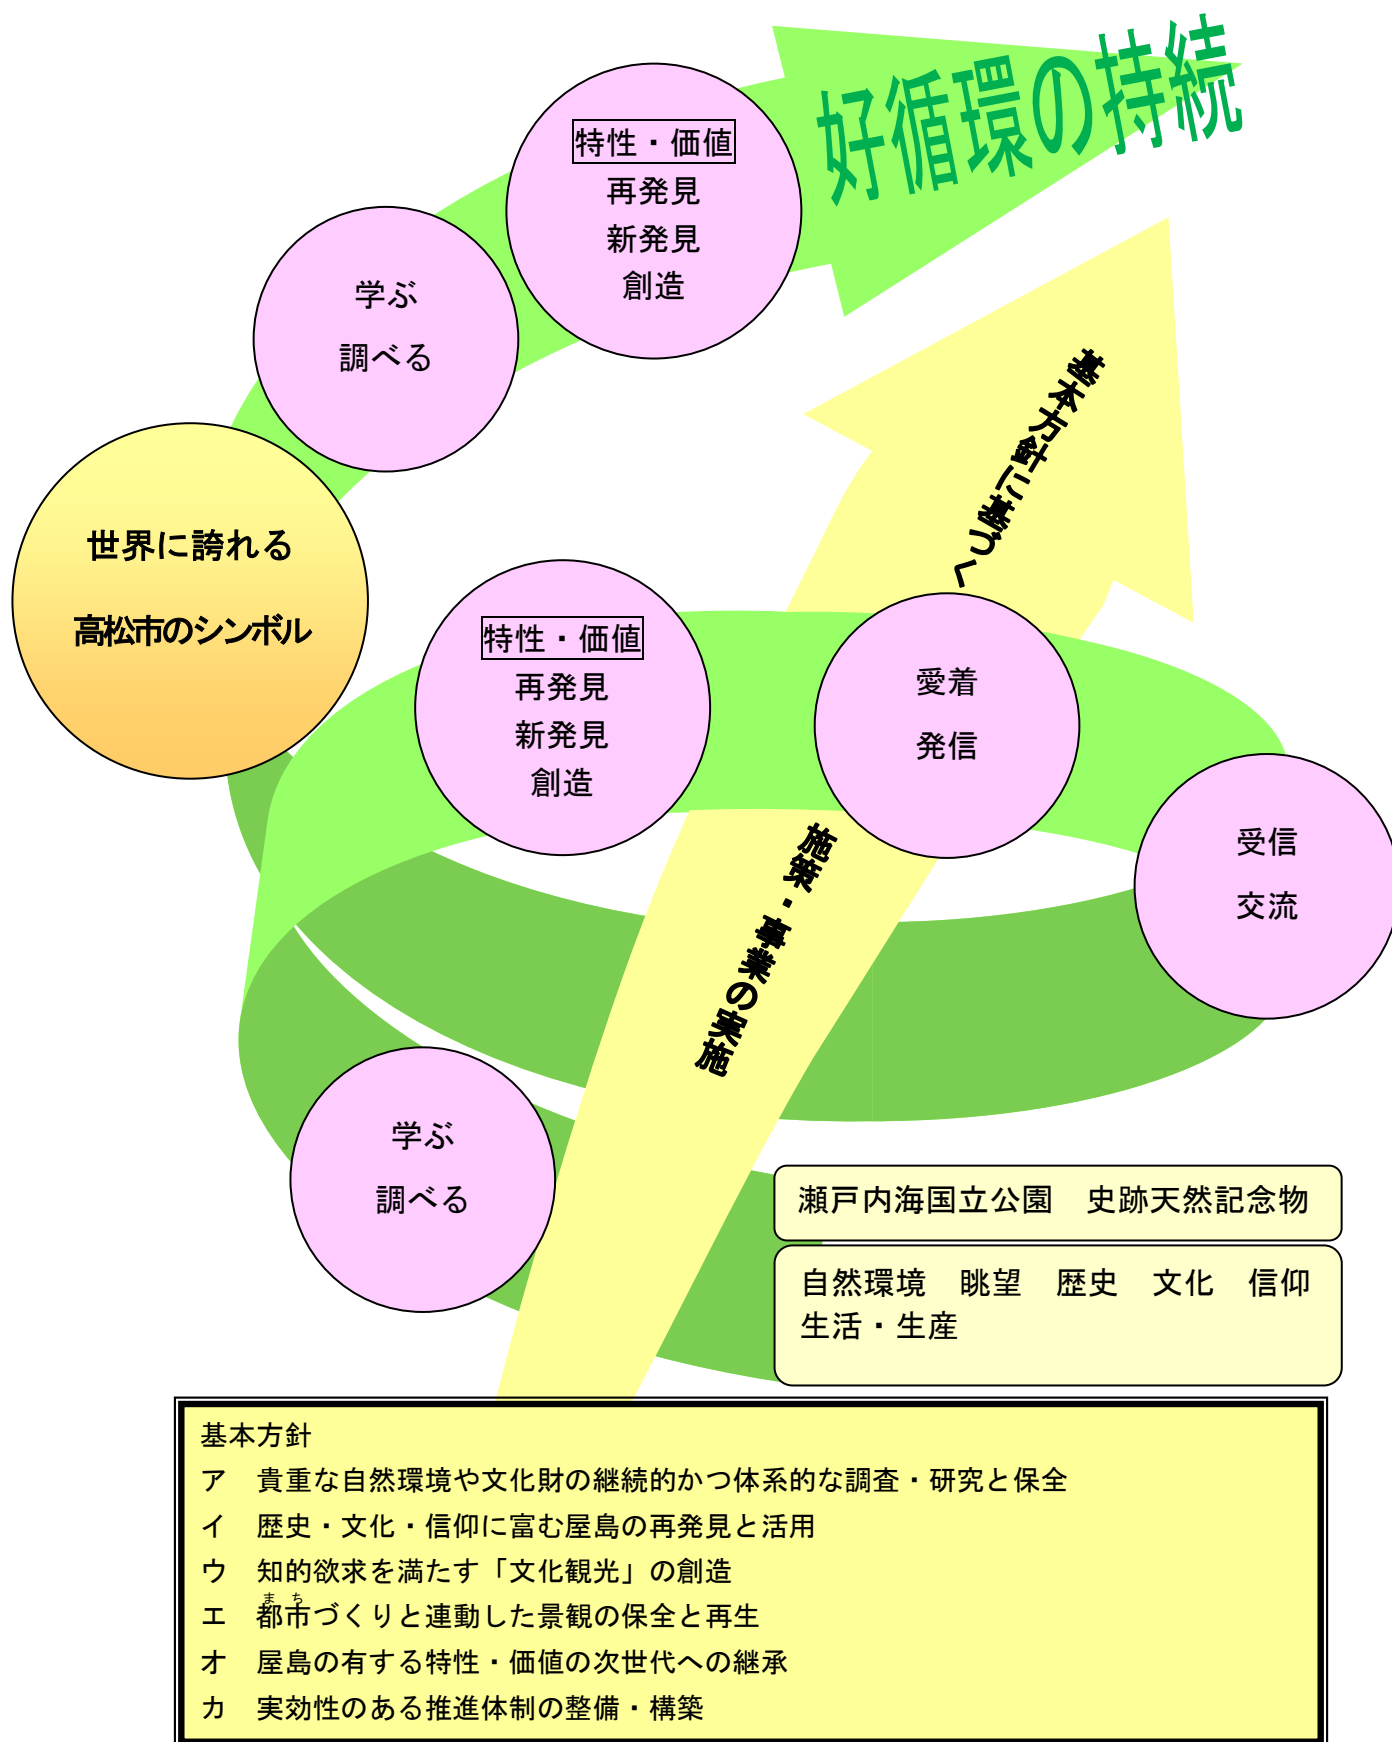 好循環の持続
特性・価値
再発見
新発見
創造
学ぶ
調べる
世界に誇れる
高松市のシンボル
基本方針に基づく
施策・事業の実施
特性・価値
再発見
新発見
創造
愛着
発信
受信
交流
学ぶ
調べる
瀬戸内海国立公園　史跡天然記念物
自然環境　眺望　歴史　文化　信仰
生活・生産
基本方針
ア　貴重な自然環境や文化財の継続的かつ体系的な調査・研究と保全
イ　歴史・文化・信仰に富む屋島の再発見と活用
ウ　知的欲求を満たす「文化観光」の創造
まち
エ　都市づくりと連動した景観の保全と再生
オ　屋島の有する特性・価値の次世代への継承
カ　実効性のある推進体制の整備・構築